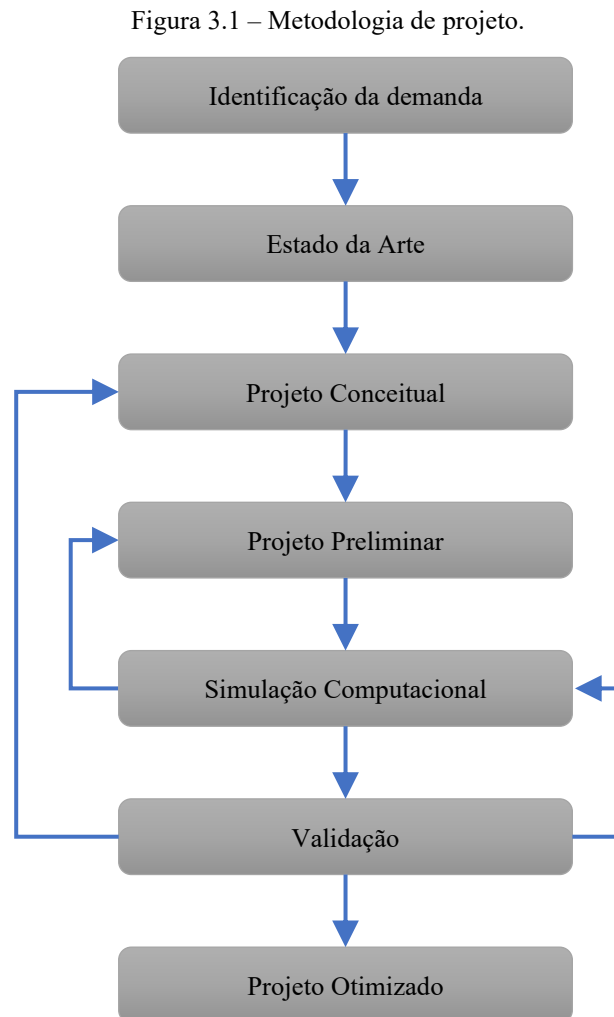 Figura 3.1 – Metodologia de projeto.
Identificação da demanda
Estado da Arte
Projeto Conceitual
Projeto Preliminar
Simulação Computacional
Validação
Projeto Otimizado